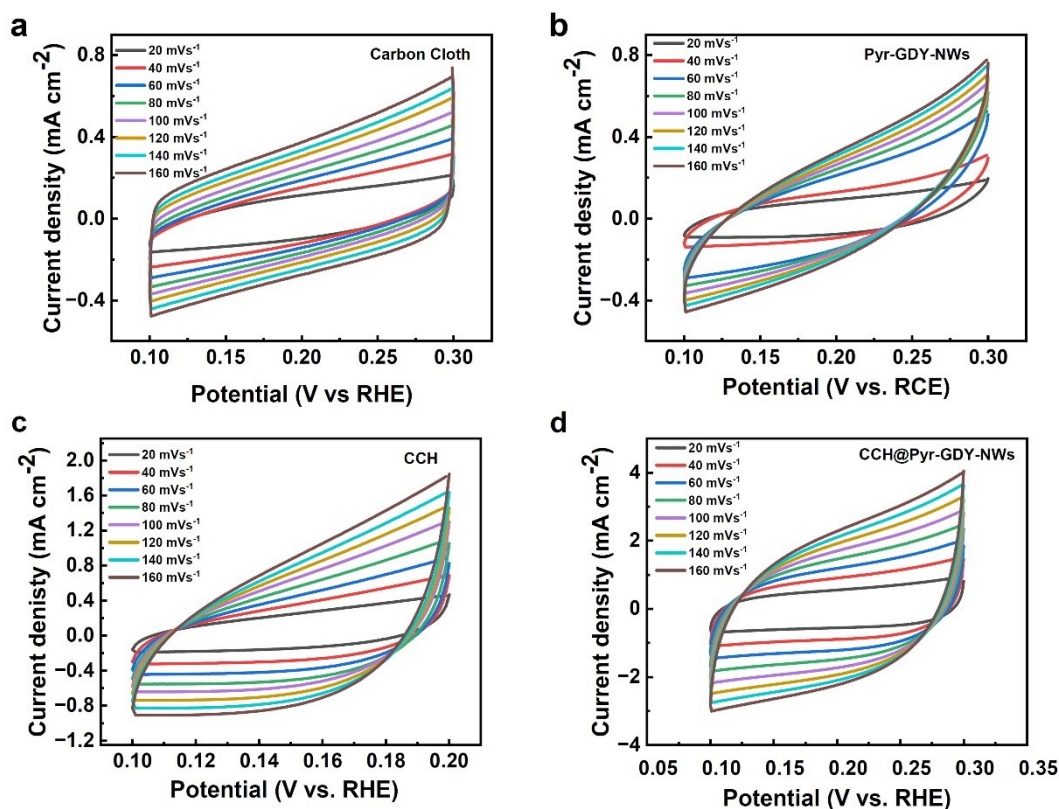 a
Carbon Cloth
20 mVs-1
40 mVs-1
60 mVs-1
80 mVs-1
100 mVs-1
120 mVs-1
140 mVs-1
160 mVs-1
Current density (mA cm-2)
0.8
0.4
0.0
−0.4
0.10
0.15
0.20
0.25
0.30
Potential (V vs RHE)
b
Pyr-GDY-NWs
20 mVs-1
40 mVs-1
60 mVs-1
80 mVs-1
100 mVs-1
120 mVs-1
140 mVs-1
160 mVs-1
Current desity (mA cm-2)
0.8
0.4
0.0
−0.4
0.10
0.15
0.20
0.25
0.30
Potential (V vs. RCE)
c
CCH
20 mVs-1
40 mVs-1
60 mVs-1
80 mVs-1
100 mVs-1
120 mVs-1
140 mVs-1
160 mVs-1
Current denisty (mA cm-2)
2.0
1.6
1.2
0.8
0.4
0.0
−0.4
−0.8
−1.2
0.10
0.12
0.14
0.16
0.18
0.20
Potential (V vs. RHE)
d
CCH@Pyr-GDY-NWs
20 mVs-1
40 mVs-1
60 mVs-1
80 mVs-1
100 mVs-1
120 mVs-1
140 mVs-1
160 mVs-1
Current density (mA cm-2)
4
2
0
−2
−4
0.05
0.10
0.15
0.20
0.25
0.30
0.35
Potential (V vs. RHE)